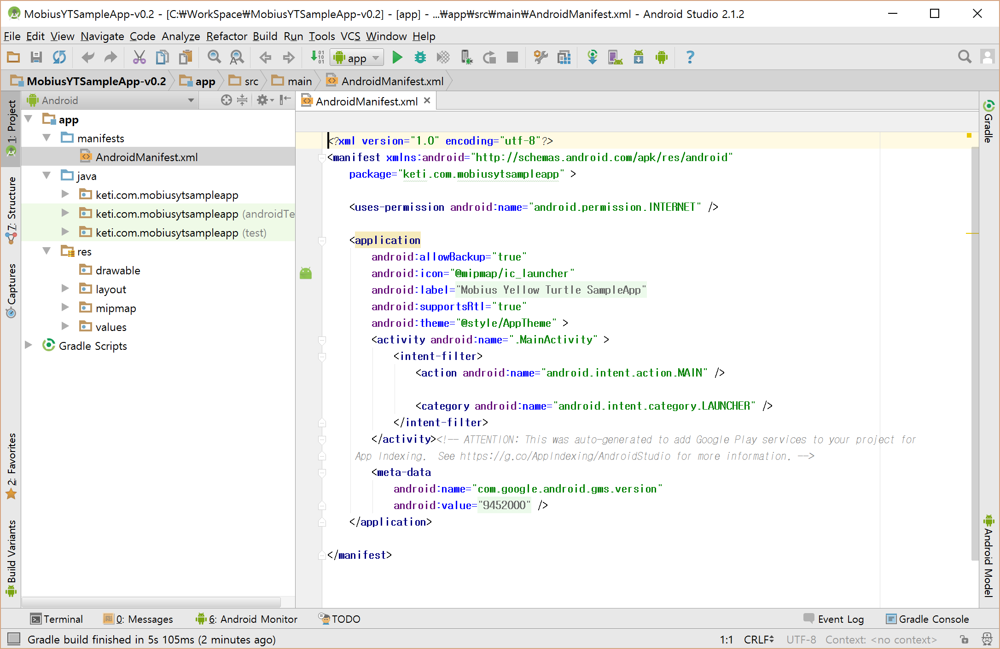 MobiusYTSampleApp-v0.2 - [C:₩WorkSpace₩MobiusYTSampleApp-v0.2] - [app] - ...₩app₩src₩main₩AndroidManifest.xml - Android Studio 2.1.2
File Edit View Navigate Code Analyze Refactor Build Run Tools VCS Window Help
app
MobiusYTSampleApp-v0.2 app src main AndroidManifest.xml
Android
AndroidManifest.xml
1: Project
7: Structure
Captures
2: Favorites
Build Variants
app
manifests
AndroidManifest.xml
java
keti.com.mobiusytsampleapp
keti.com.mobiusytsampleapp (androidTe
keti.com.mobiusytsampleapp (test)
res
drawable
layout
mipmap
values
Gradle Scripts
<?xml version="1.0" encoding="utf-8"?>
<manifest xmlns:android="http://schemas.android.com/apk/res/android"
package="keti.com.mobiusytsampleapp" >
<uses-permission android:name="android.permission.INTERNET" />
<application
android:allowBackup="true"
android:icon="@mipmap/ic_launcher"
android:label="Mobius Yellow Turtle SampleApp"
android:supportsRtl="true"
android:theme="@style/AppTheme" >
<activity android:name=".MainActivity" >
<intent-filter>
<action android:name="android.intent.action.MAIN" />
<category android:name="android.intent.category.LAUNCHER" />
</intent-filter>
</activity><!-- ATTENTION: This was auto-generated to add Google Play services to your project for
App Indexing.  See https://g.co/AppIndexing/AndroidStudio for more information. -->
<meta-data
android:name="com.google.android.gms.version"
android:value="9452000" />
</application>
</manifest>
Gradle
Android Model
Terminal 0: Messages 6: Android Monitor TODO Event Log Gradle Console
Gradle build finished in 5s 105ms (2 minutes ago) 1:1 CRLF UTF-8 Context: <no context>